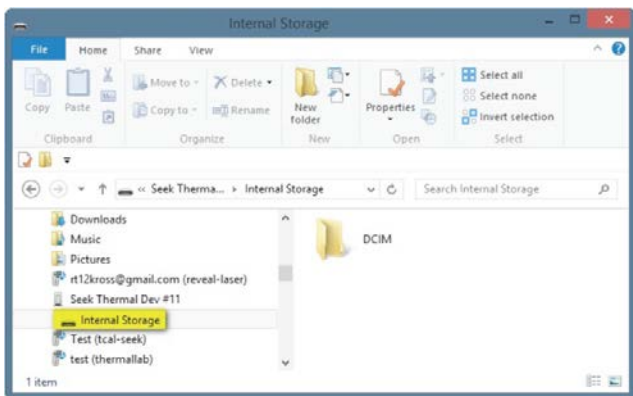 Internal Storage
File Home Share View
Copy Paste Move to Copy to Delete Rename New folder Properties Select all Select none Invert selection
Clipboard Organize New Open Select
« Seek Therma... Internal Storage Search Internal Storage
Downloads
Music
Pictures
rt12kross@gmail.com (reveal-laser)
Seek Thermal Dev #11
Internal Storage
Test (tcal-seek)
test (thermallab)
DCIM
1 item